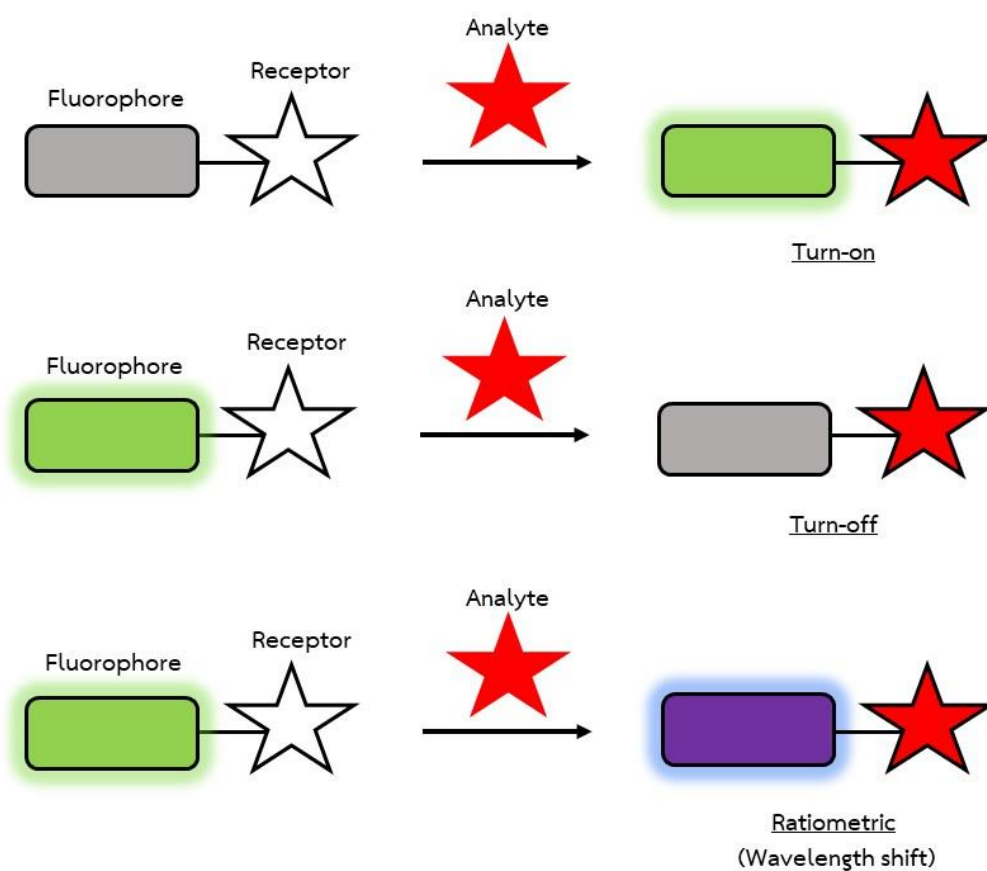 Analyte
Receptor
Fluorophore
Turn-on
Analyte
Receptor
Fluorophore
Turn-off
Analyte
Receptor
Fluorophore
Ratiometric
(Wavelength shift)